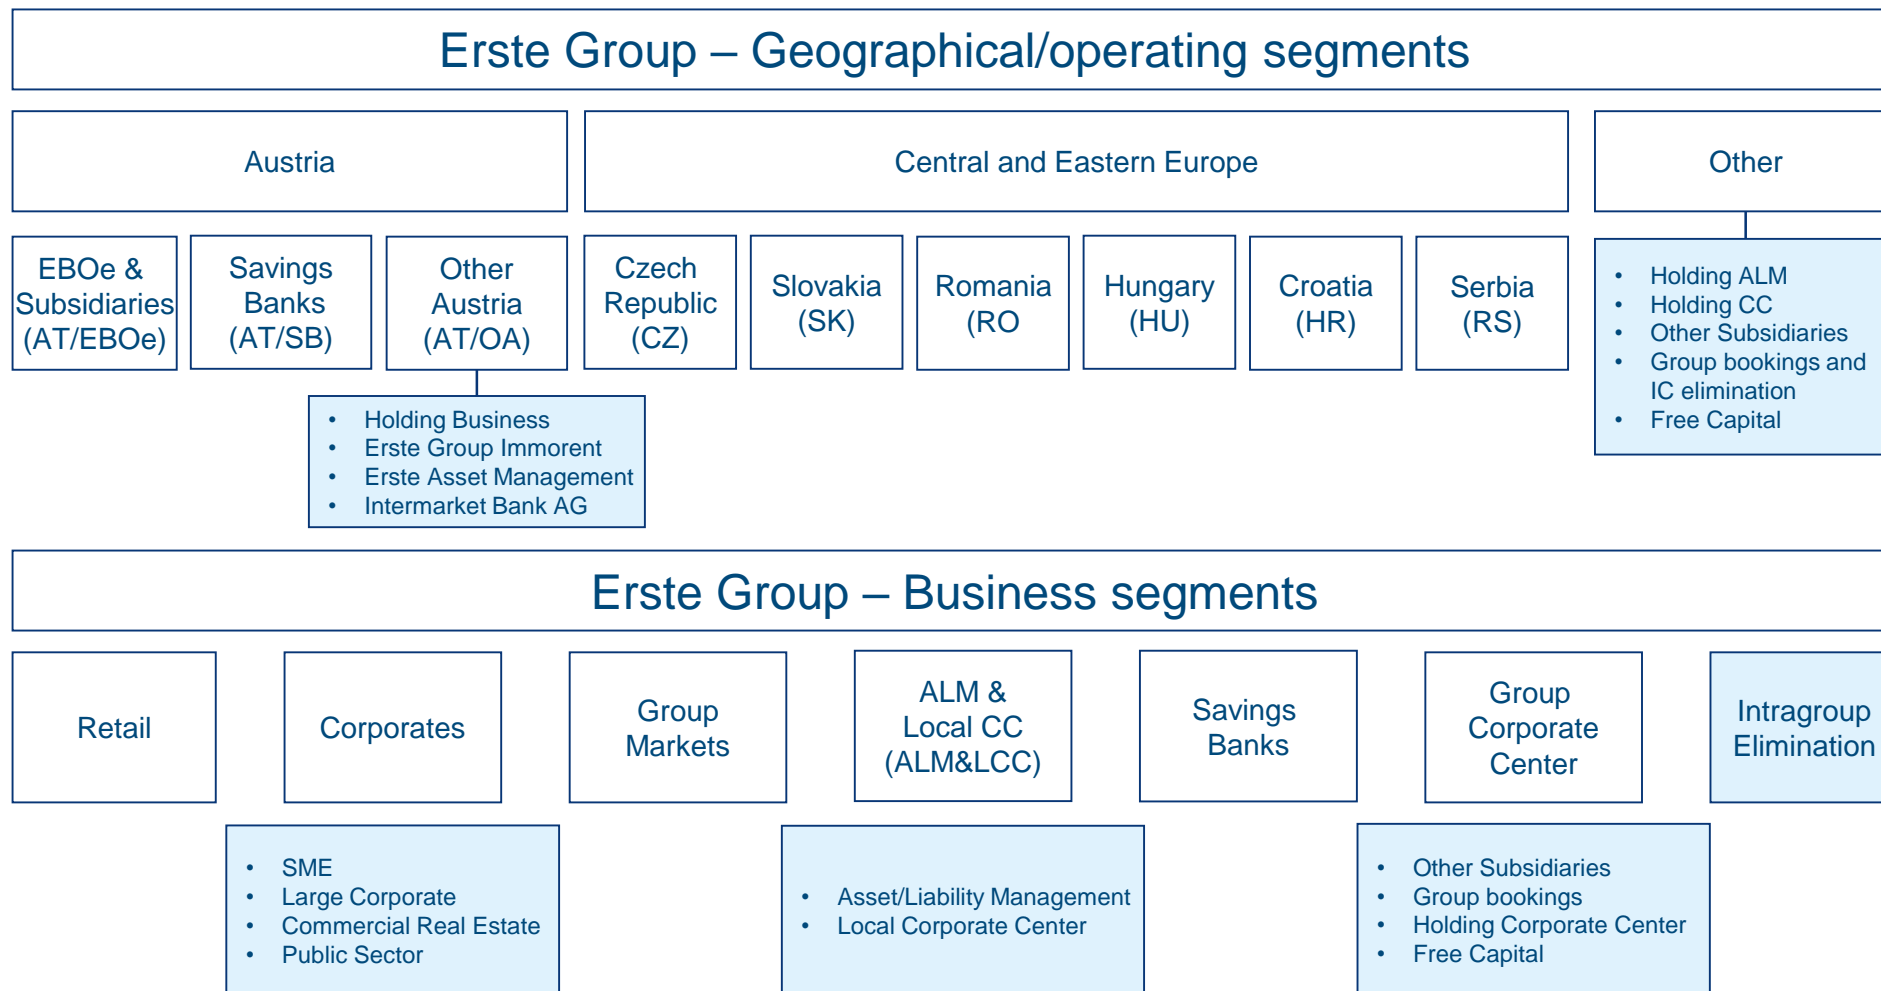 Erste Group – Geographical/operating segments
Austria
Central and Eastern Europe
Other
EBOe &
Subsidiaries
(AT/EBOe)
Savings
Banks
(AT/SB)
Other
Austria
(AT/OA)
Czech
Republic
(CZ)
Slovakia
(SK)
Romania
(RO
Hungary
(HU)
Croatia
(HR)
Serbia
(RS)
• Holding ALM
• Holding CC
• Other Subsidiaries
• Group bookings and
IC elimination
• Free Capital
• Holding Business
• Erste Group Immorent
• Erste Asset Management
• Intermarket Bank AG
Erste Group – Business segments
Retail
Corporates
Group
Markets
ALM &
Local CC
(ALM&LCC)
Savings
Banks
Group
Corporate
Center
Intragroup
Elimination
• SME
• Large Corporate
• Commercial Real Estate
• Public Sector
• Asset/Liability Management
• Local Corporate Center
• Other Subsidiaries
• Group bookings
• Holding Corporate Center
• Free Capital